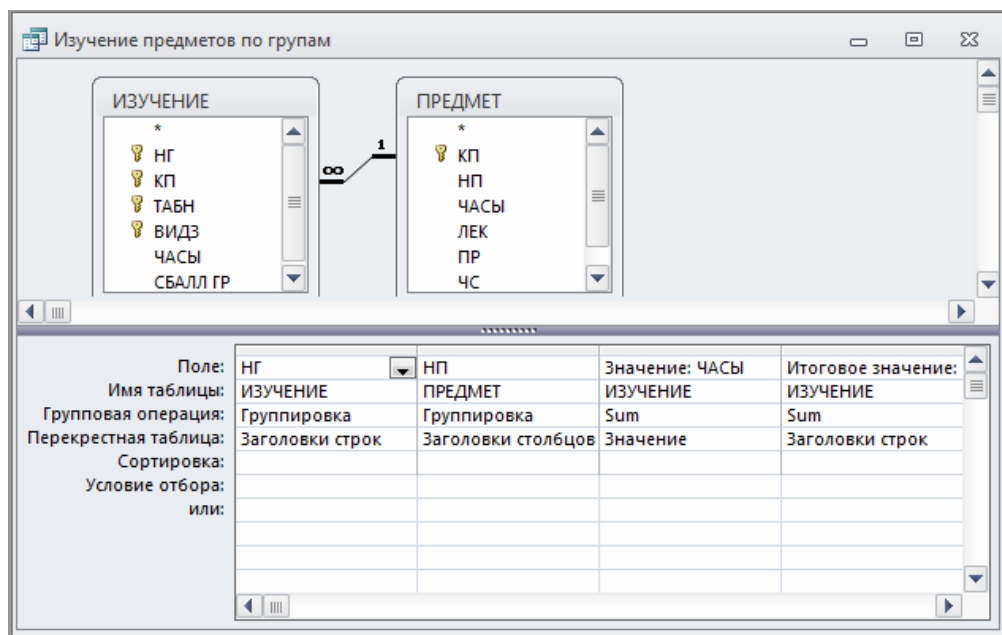 Изучение предметов по групам
ИЗУЧЕНИЕ
*
НГ
КП
ТАБН
ВИДЗ
ЧАСЫ
СБАЛЛ ГР
∞ 1
ПРЕДМЕТ
*
КП
НП
ЧАСЫ
ЛЕК
ПР
ЧС
Поле: НГ НП Значение: ЧАСЫ Итоговое значение:
Имя таблицы: ИЗУЧЕНИЕ ПРЕДМЕТ ИЗУЧЕНИЕ ИЗУЧЕНИЕ
Групповая операция: Группировка Группировка Sum Sum
Перекрестная таблица: Заголовки строк Заголовки столбцов Значение Заголовки строк
Сортировка:
Условие отбора:
или: